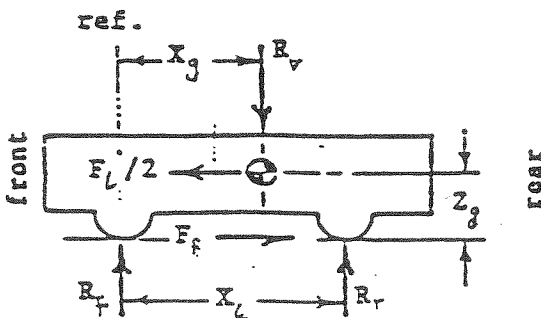 ref.
X_g
R_v
front
F_L/2
rear
Z_g
F_f
R_f
X_L
R_r